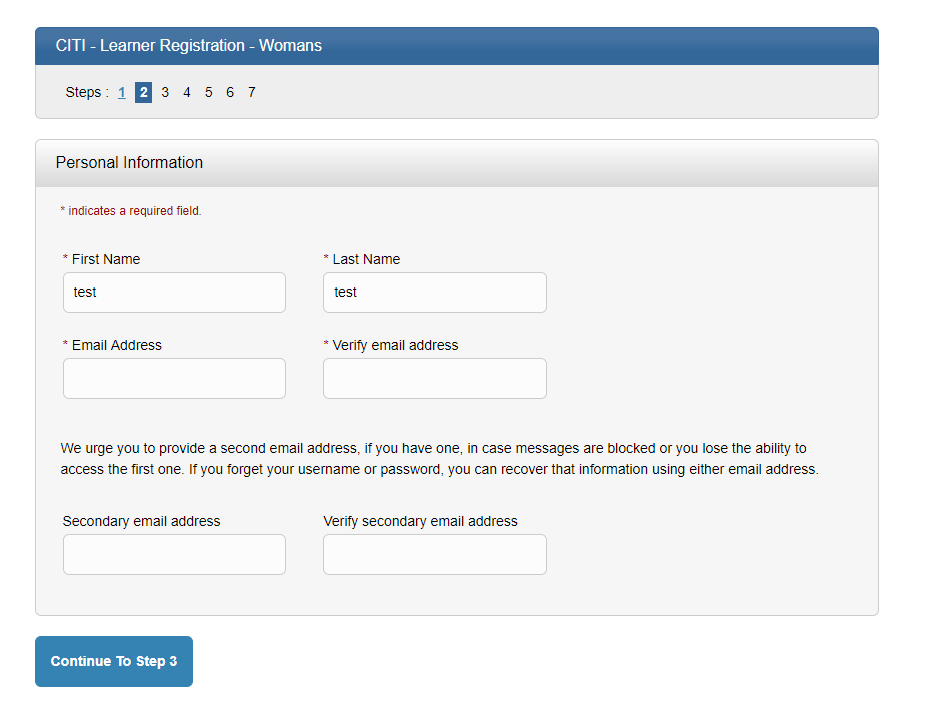 CITI - Learner Registration - Womans
Steps : 1 2 3 4 5 6 7
Personal Information
* indicates a required field.
* First Name * Last Name
test test
* Email Address * Verify email address
We urge you to provide a second email address, if you have one, in case messages are blocked or you lose the ability to
access the first one. If you forget your username or password, you can recover that information using either email address.
Secondary email address Verify secondary email address
Continue To Step 3